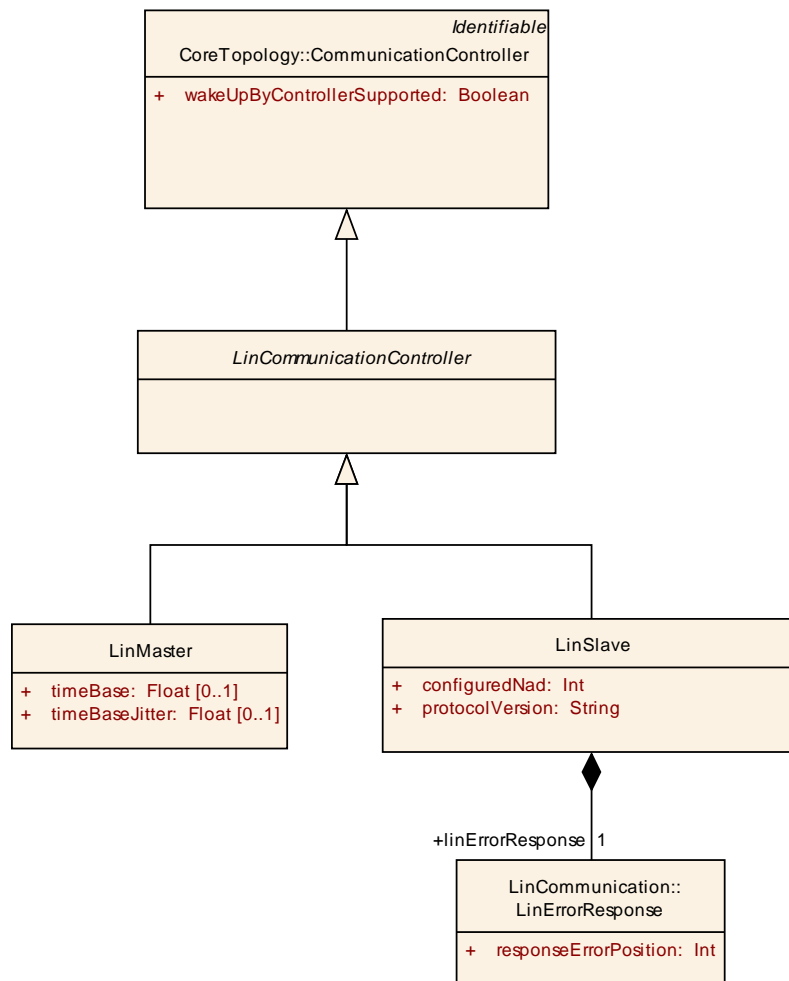 Identifiable
CoreTopology::CommunicationController
+ wakeUpByControllerSupported: Boolean
LinCommunicationController
LinMaster
+ timeBase: Float [0..1]
+ timeBaseJitter: Float [0..1]
LinSlave
+ configuredNad: Int
+ protocolVersion: String
+linErrorResponse 1
LinCommunication::
LinErrorResponse
+ responseErrorPosition: Int